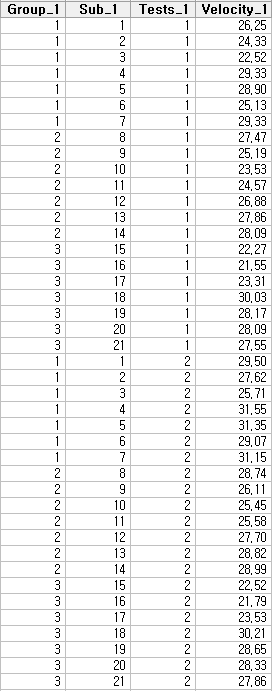 Group_1 Sub_1 Tests_1 Velocity_1
1 1 1 26,25
1 2 1 24,33
1 3 1 22,52
1 4 1 29,33
1 5 1 28,90
1 6 1 25,13
1 7 1 29,33
2 8 1 27,47
2 9 1 25,19
2 10 1 23,53
2 11 1 24,57
2 12 1 26,88
2 13 1 27,86
2 14 1 28,09
3 15 1 22,27
3 16 1 21,55
3 17 1 23,31
3 18 1 30,03
3 19 1 28,17
3 20 1 28,09
3 21 1 27,55
1 1 2 29,50
1 2 2 27,62
1 3 2 25,71
1 4 2 31,55
1 5 2 31,35
1 6 2 29,07
1 7 2 31,15
2 8 2 28,74
2 9 2 26,11
2 10 2 25,45
2 11 2 25,58
2 12 2 27,70
2 13 2 28,82
2 14 2 28,99
3 15 2 22,52
3 16 2 21,79
3 17 2 23,53
3 18 2 30,21
3 19 2 28,65
3 20 2 28,33
3 21 2 27,86